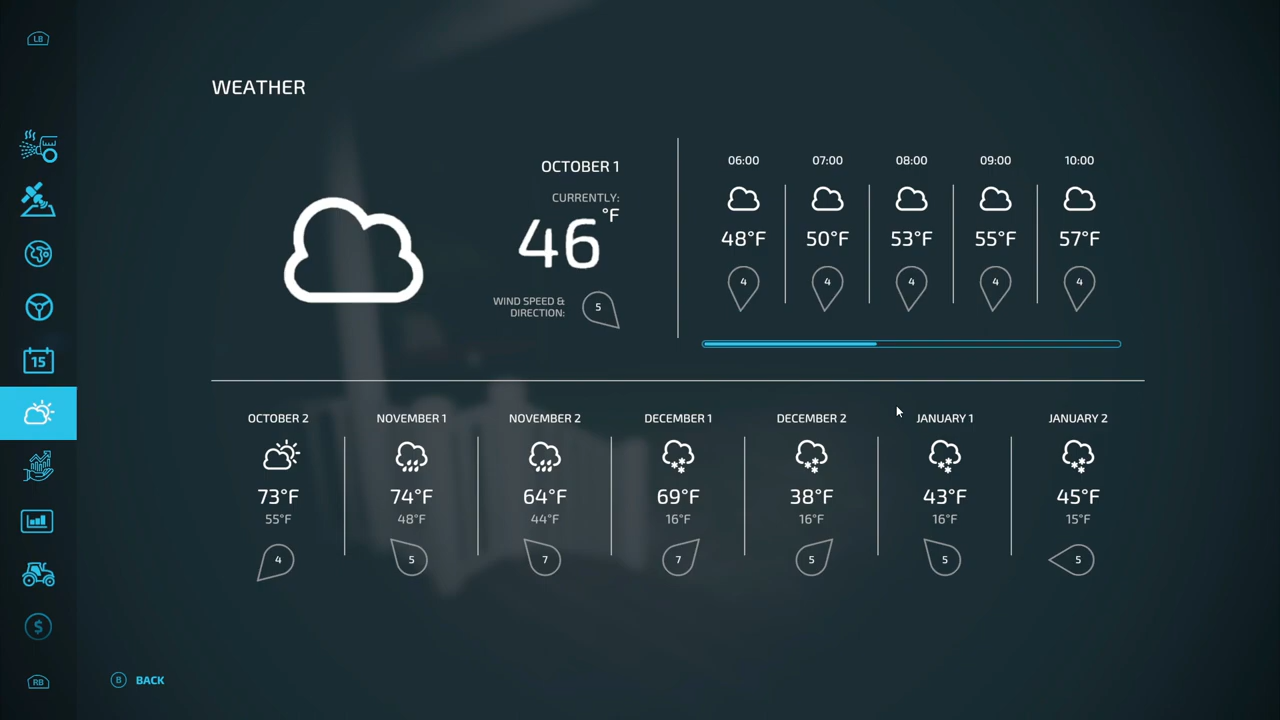 LB
WEATHER
OCTOBER 1
CURRENTLY:
46 °F
WIND SPEED &
DIRECTION:
5
06:00 07:00 08:00 09:00 10:00
48°F 50°F 53°F 55°F 57°F
4 4 4 4 4
15
OCTOBER 2 NOVEMBER 1 NOVEMBER 2 DECEMBER 1 DECEMBER 2 JANUARY 1 JANUARY 2
73°F 74°F 64°F 69°F 38°F 43°F 45°F
55°F 48°F 44°F 16°F 16°F 16°F 15°F
4 5 7 7 5 5 5
$
RB
B BACK